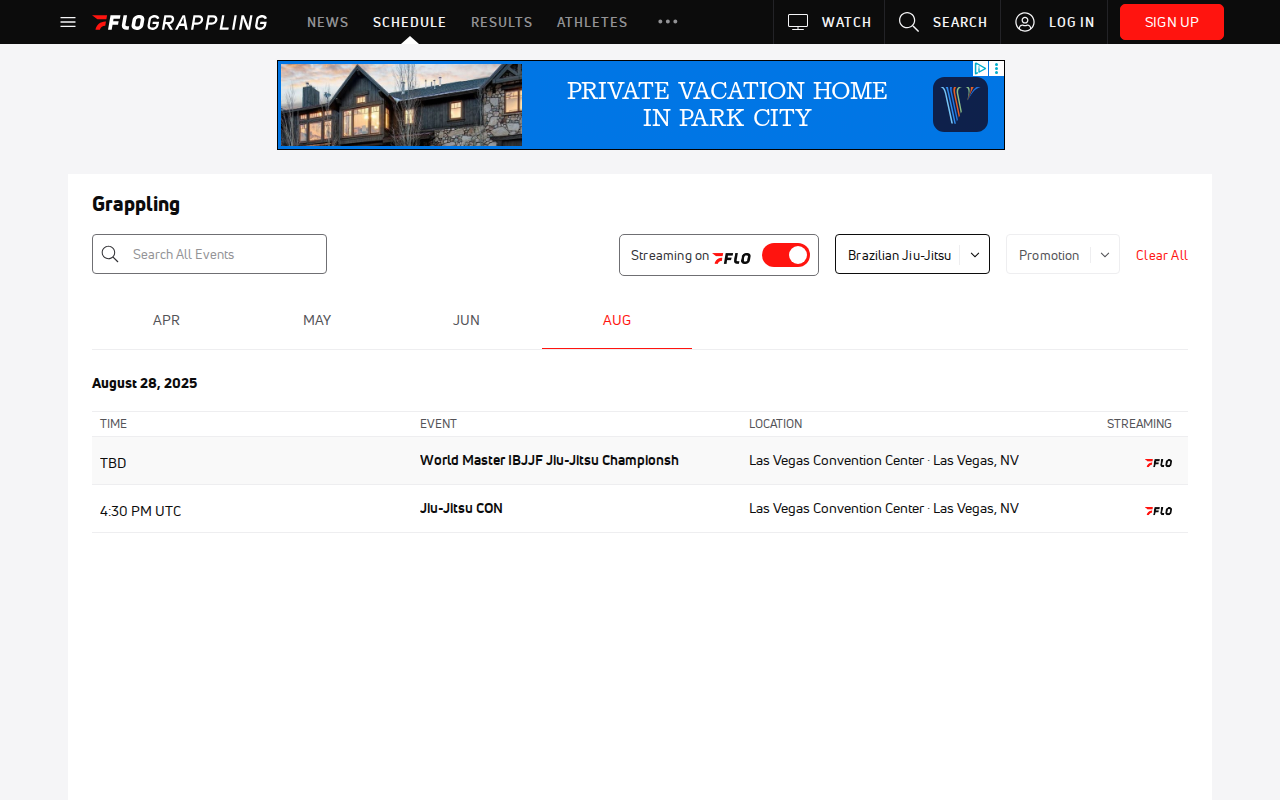 FLOGRAPPLING NEWS SCHEDULE RESULTS ATHLETES WATCH SEARCH LOG IN SIGN UP
PRIVATE VACATION HOME
IN PARK CITY
Grappling
Search All Events
Streaming on FLO
Brazilian Jiu-Jitsu
Promotion
Clear All
APR MAY JUN AUG
August 28, 2025
TIME EVENT LOCATION STREAMING
TBD World Master IBJJF Jiu-Jitsu Championsh Las Vegas Convention Center · Las Vegas, NV FLO
4:30 PM UTC Jiu-Jitsu CON Las Vegas Convention Center · Las Vegas, NV FLO